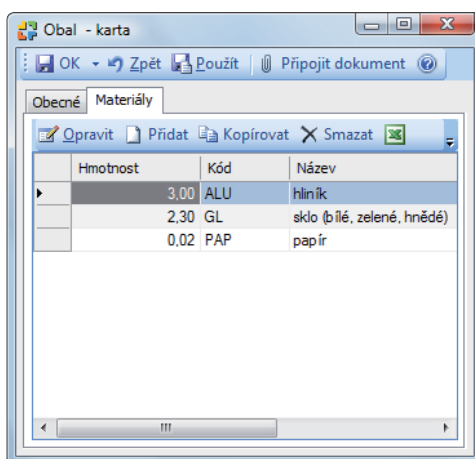 Obal - karta
OK Zpět Použít Připojit dokument
Obecné Materiály
Opravit Přidat Kopírovat Smazat
Hmotnost Kód Název
3,00 ALU hliník
2,30 GL sklo (bílé, zelené, hnědé)
0,02 PAP papír